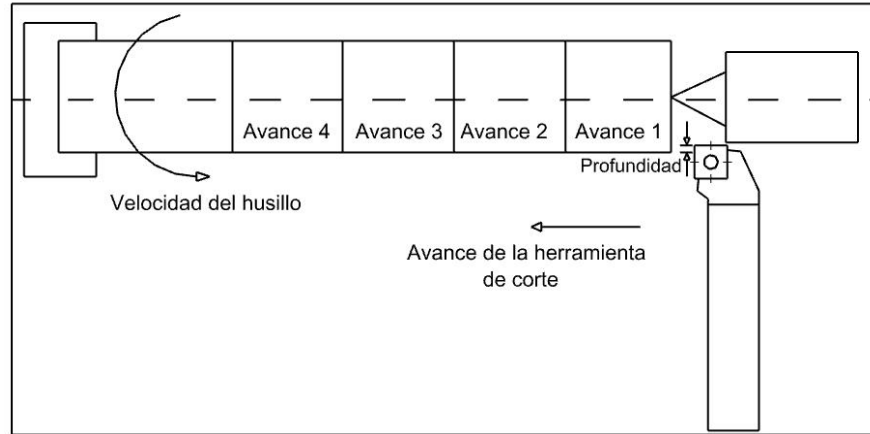 Avance 4
Avance 3
Avance 2
Avance 1
Profundidad
Velocidad del husillo
Avance de la herramienta
de corte